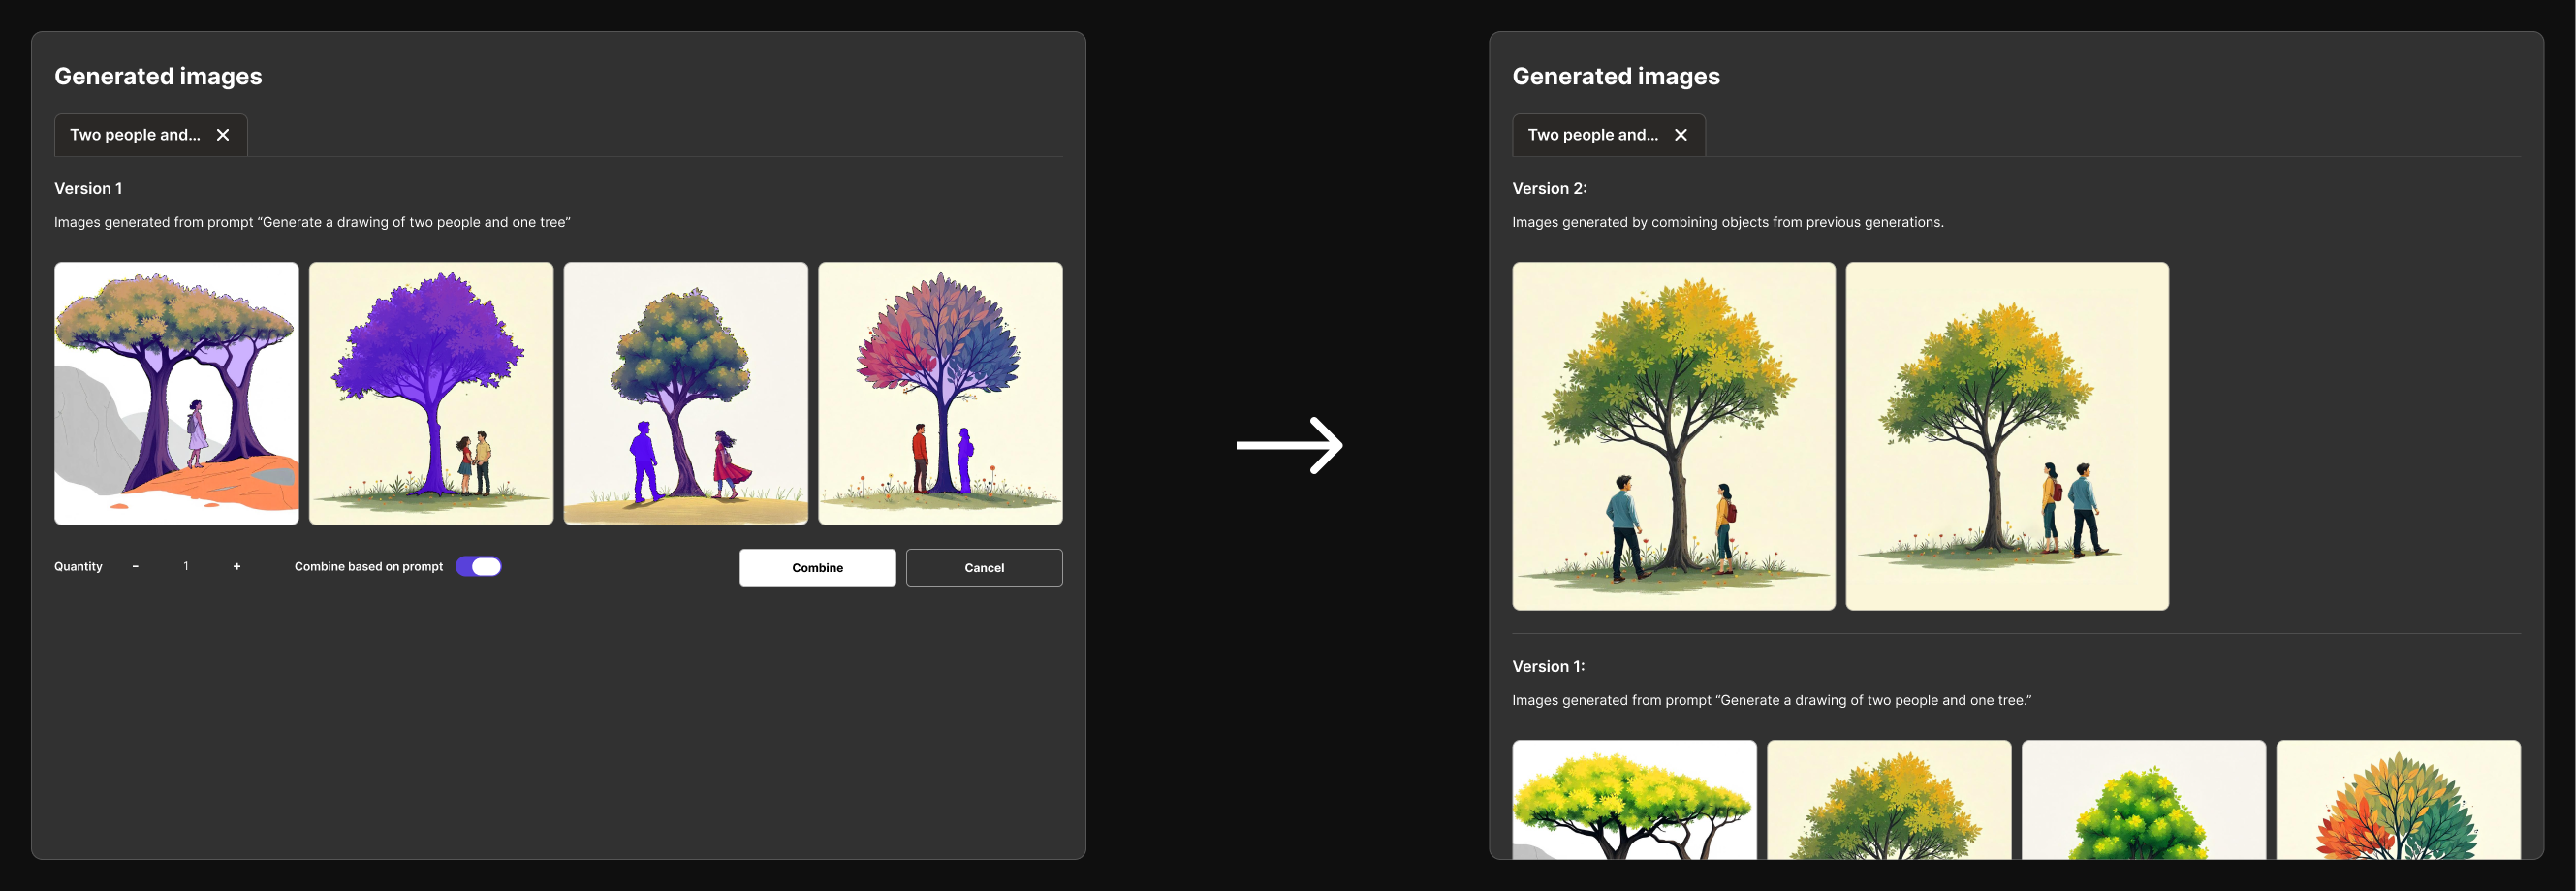 Generated images
Two people and...
Version 1
Images generated from prompt “Generate a drawing of two people and one tree”
Quantity - 1 + Combine based on prompt Combine Cancel
Generated images
Two people and...
Version 2:
Images generated by combining objects from previous generations.
Version 1:
Images generated from prompt “Generate a drawing of two people and one tree.”